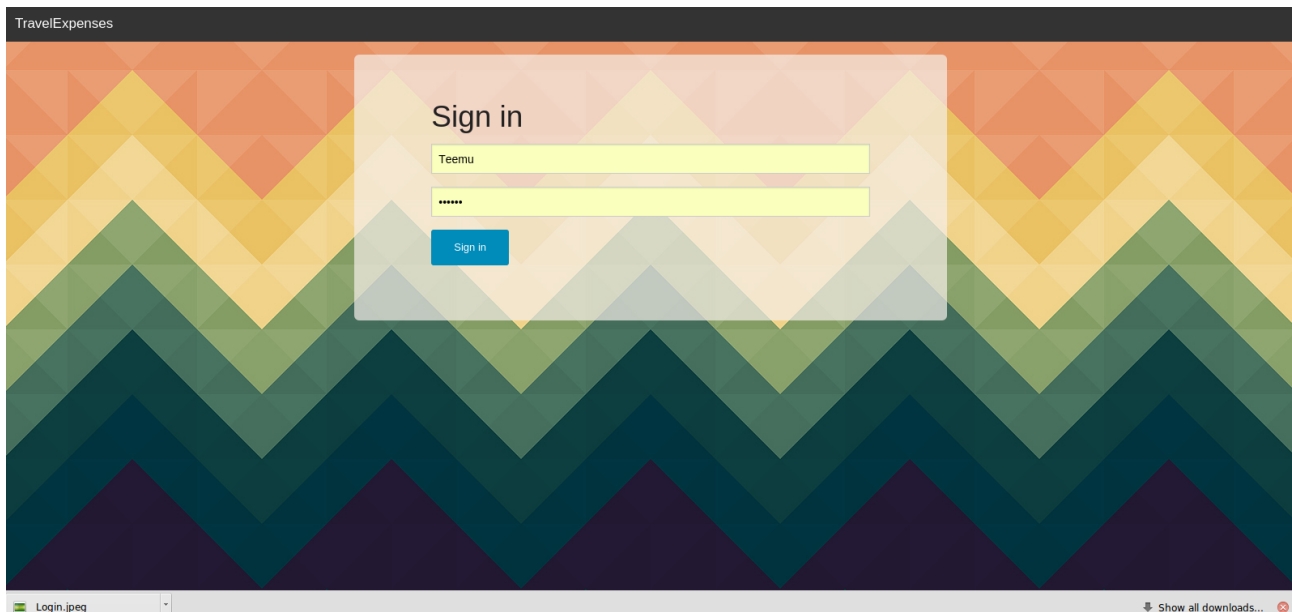 TravelExpenses
Sign in
Teemu
••••••
Sign in
Login.jpeg
Show all downloads...